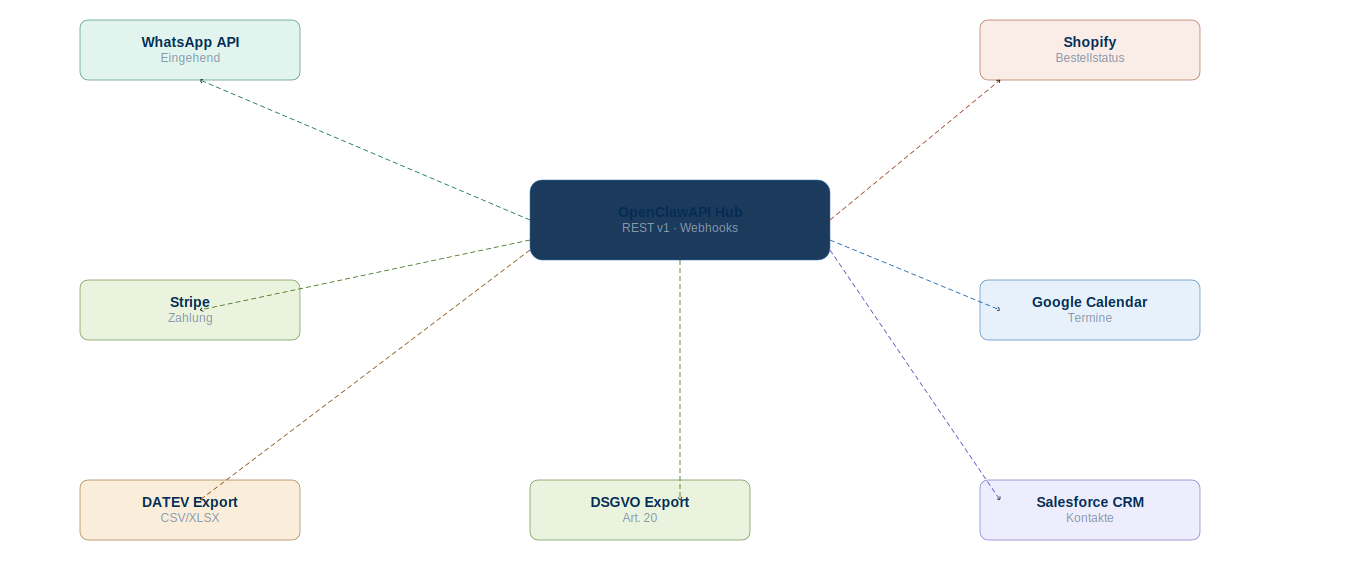 WhatsApp API
Eingehend
Shopify
Bestellstatus
OpenClawAPI Hub
REST v1 · Webhooks
Stripe
Zahlung
Google Calendar
Termine
DATEV Export
CSV/XLSX
DSGVO Export
Art. 20
Salesforce CRM
Kontakte